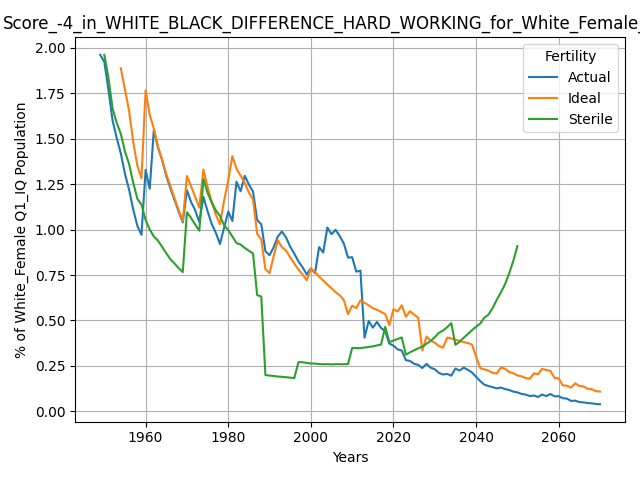 Score_-4_in_WHITE_BLACK_DIFFERENCE_HARD_WORKING_for_White_Female_
Fertility
Actual
Ideal
Sterile
% of White_Female Q1_IQ Population
2.00
1.75
1.50
1.25
1.00
0.75
0.50
0.25
0.00
1960
1980
2000
2020
2040
2060
Years